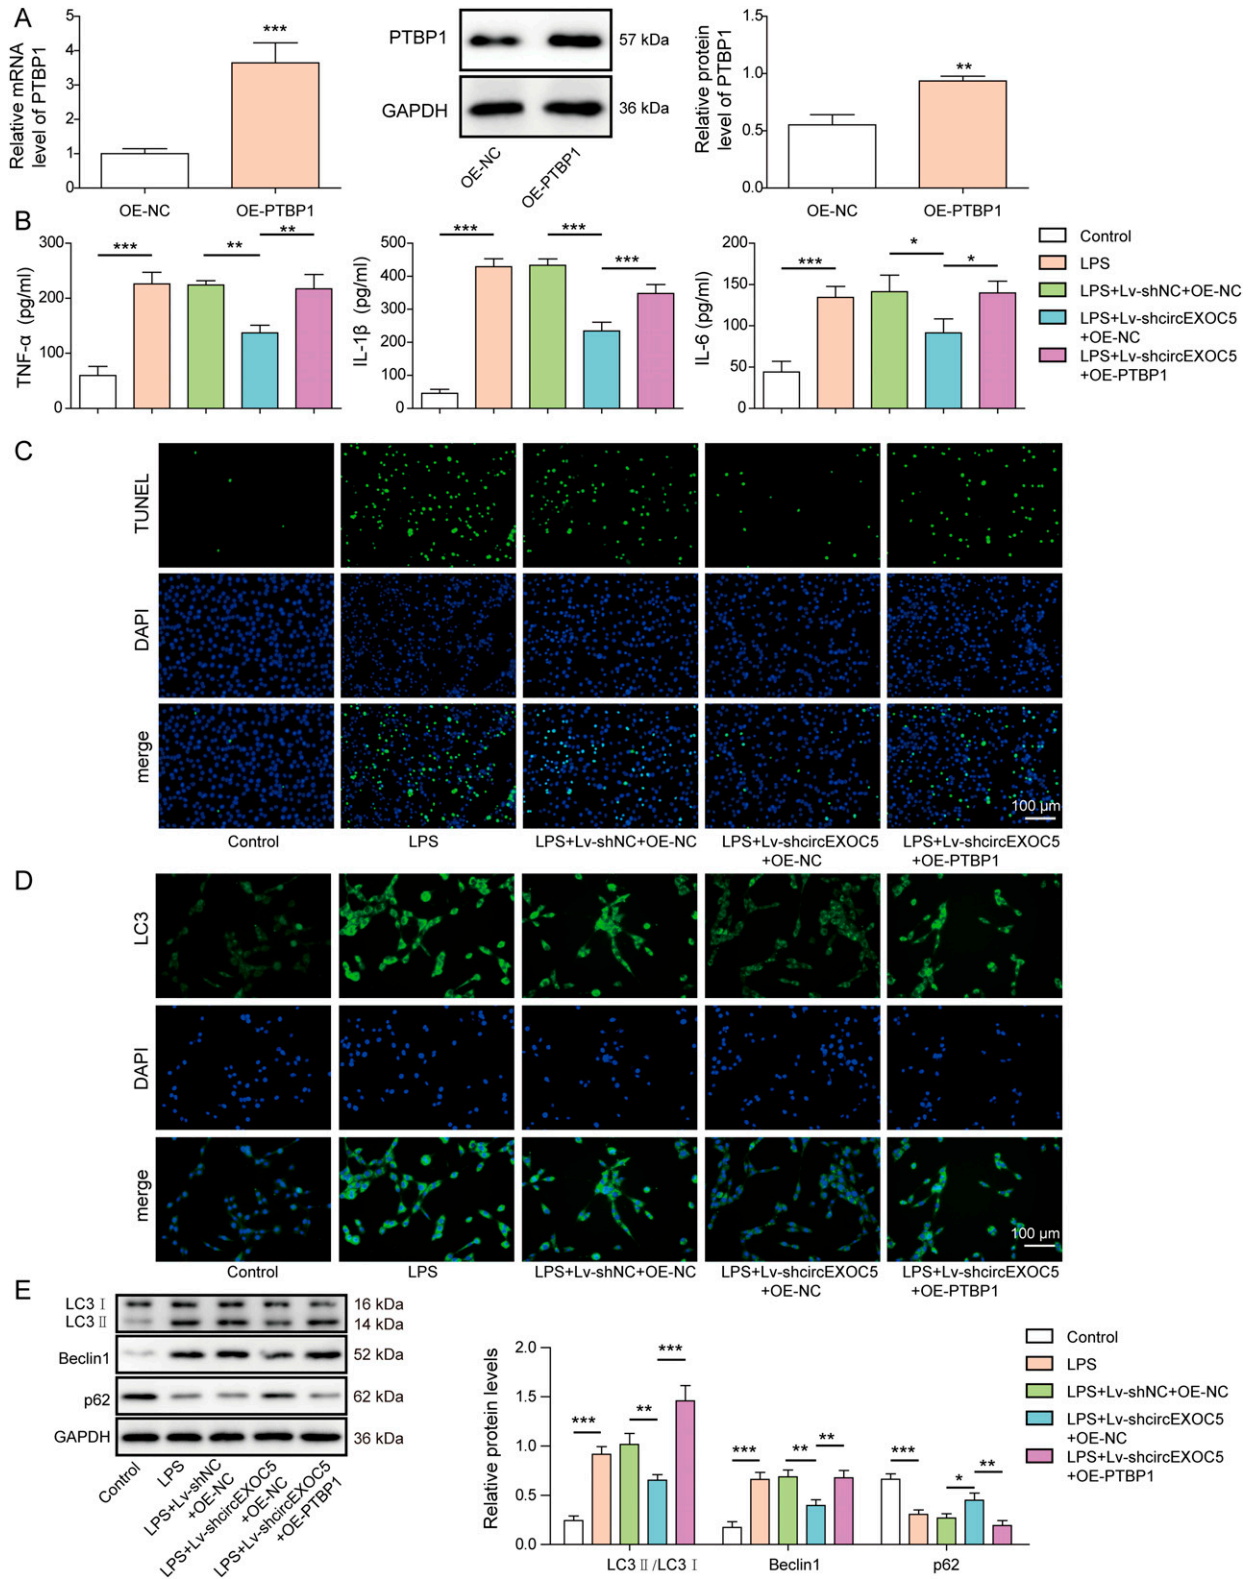 A
Relative mRNA
level of PTBP1
5
4
3
2
1
0
***
OE-NC
OE-PTBP1
PTBP1
57 kDa
GAPDH
36 kDa
OE-NC
OE-PTBP1
Relative protein
level of PTBP1
1.5
1.0
0.5
0.0
**
OE-NC
OE-PTBP1
B
TNF-α (pg/ml)
300
200
100
0
***
**
**
IL-1β (pg/ml)
500
400
300
200
100
0
***
***
***
IL-6 (pg/ml)
200
150
100
50
0
***
*
*
Control
LPS
LPS+Lv-shNC+OE-NC
LPS+Lv-shcircEXOC5
+OE-NC
LPS+Lv-shcircEXOC5
+OE-PTBP1
C
TUNEL
DAPI
merge
100 μm
Control
LPS
LPS+Lv-shNC+OE-NC
LPS+Lv-shcircEXOC5
+OE-NC
LPS+Lv-shcircEXOC5
+OE-PTBP1
D
LC3
DAPI
merge
100 μm
Control
LPS
LPS+Lv-shNC+OE-NC
LPS+Lv-shcircEXOC5
+OE-NC
LPS+Lv-shcircEXOC5
+OE-PTBP1
E
LC3 Ⅰ
16 kDa
LC3 Ⅱ
14 kDa
Beclin1
52 kDa
p62
62 kDa
GAPDH
36 kDa
Control
LPS
LPS+Lv-shNC
+OE-NC
LPS+Lv-shcircEXOC5
+OE-NC
LPS+Lv-shcircEXOC5
+OE-PTBP1
Relative protein levels
2.0
1.5
1.0
0.5
0.0
***
**
***
***
**
**
***
*
**
LC3 Ⅱ/LC3 Ⅰ
Beclin1
p62
Control
LPS
LPS+Lv-shNC+OE-NC
LPS+Lv-shcircEXOC5
+OE-NC
LPS+Lv-shcircEXOC5
+OE-PTBP1